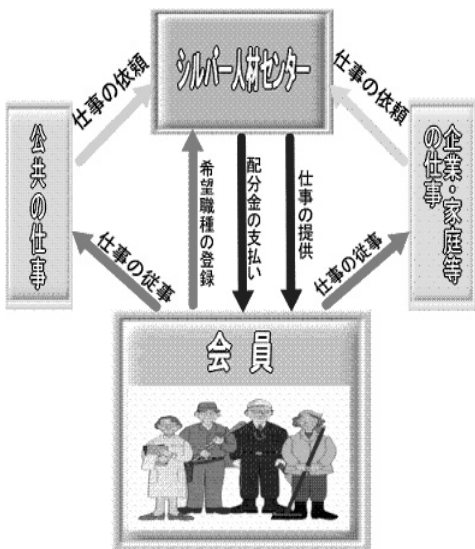 シルバー人材センター
仕事の依頼
仕事の依頼
公共の仕事
企業・家庭等
の仕事
希望職種の登録
配分金の支払い
仕事の提供
仕事の従事
仕事の従事
会員